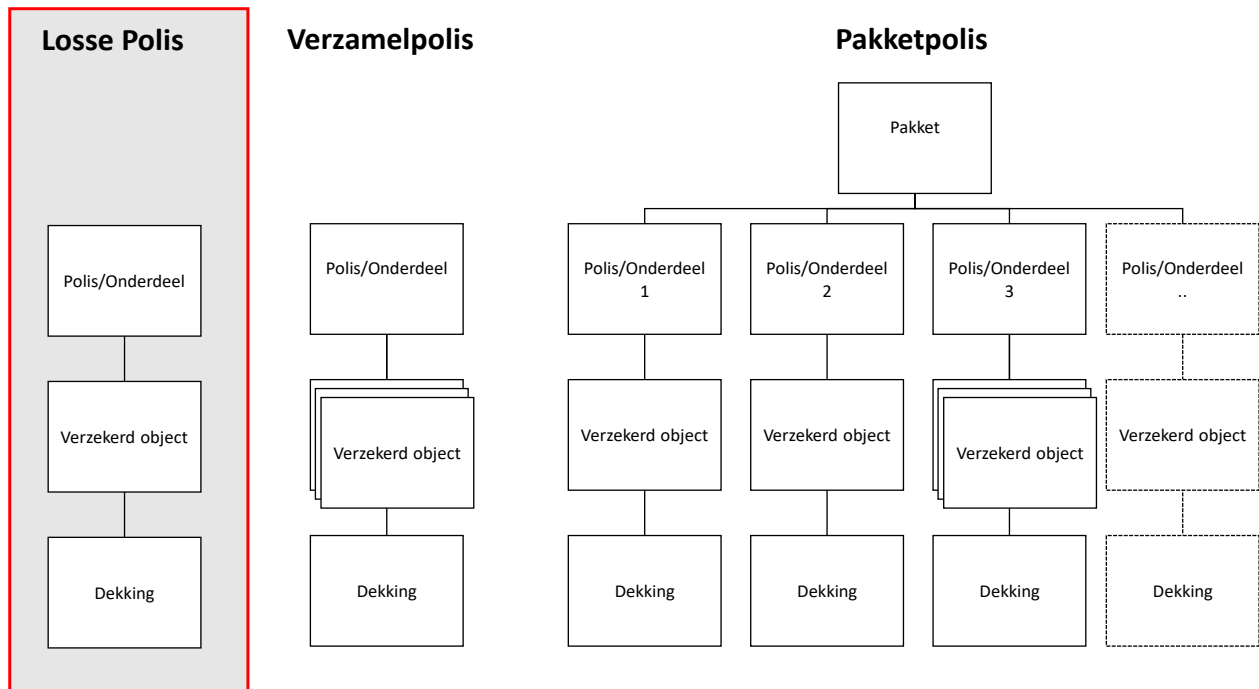 Losse Polis
Verzamelpolis
Pakketpolis
Pakket
Polis/Onderdeel
Polis/Onderdeel
Polis/Onderdeel
1
Polis/Onderdeel
2
Polis/Onderdeel
3
Polis/Onderdeel
..
Verzekerd object
Verzekerd object
Verzekerd object
Verzekerd object
Verzekerd object
Verzekerd object
Dekking
Dekking
Dekking
Dekking
Dekking
Dekking